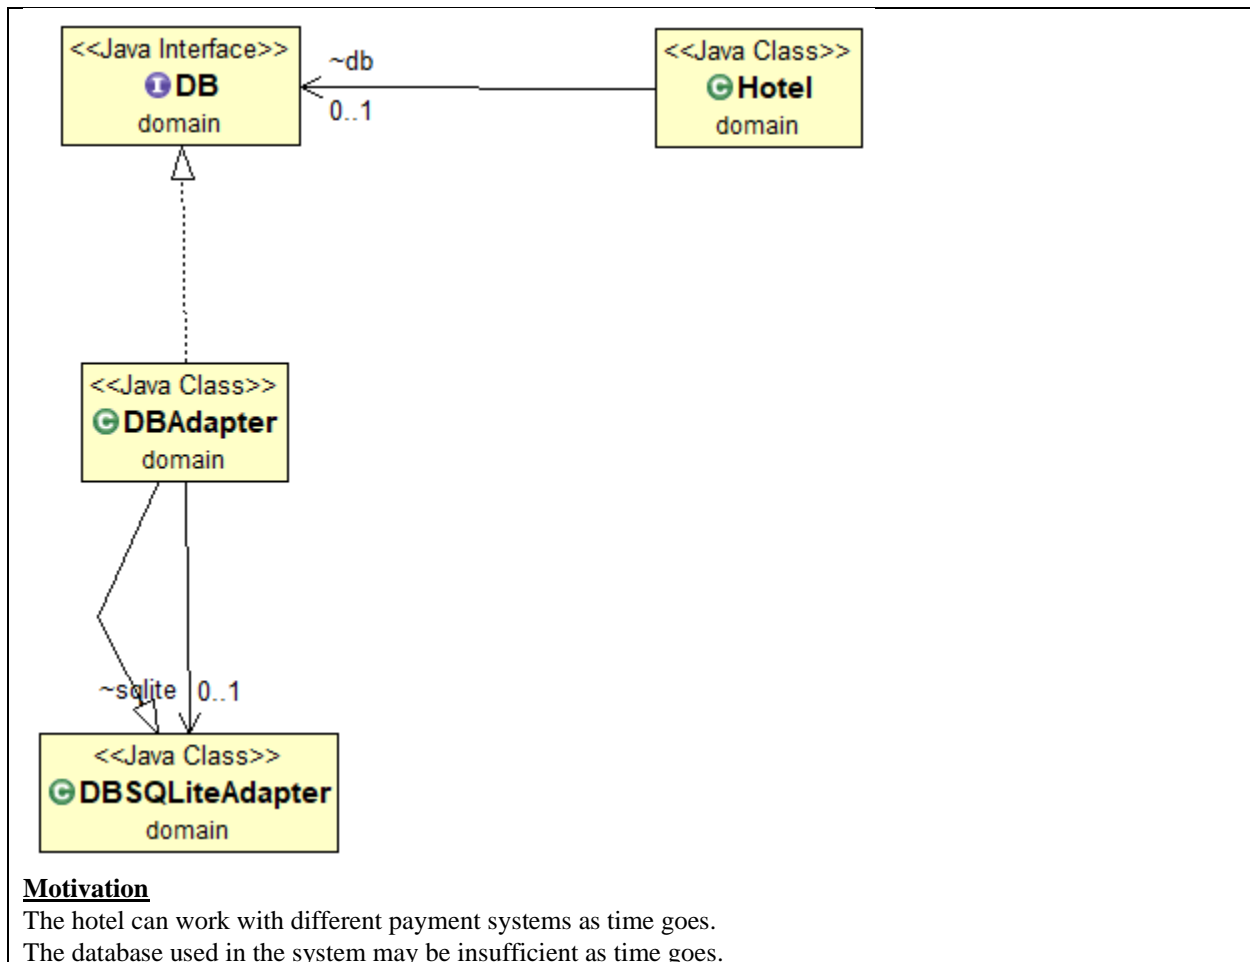 <<Java Interface>>
I DB
domain
~db
0..1
<<Java Class>>
C Hotel
domain
<<Java Class>>
C DBAdapter
domain
~sqlite 0..1
<<Java Class>>
C DBSQLiteAdapter
domain
Motivation
The hotel can work with different payment systems as time goes.
The database used in the system may be insufficient as time goes.